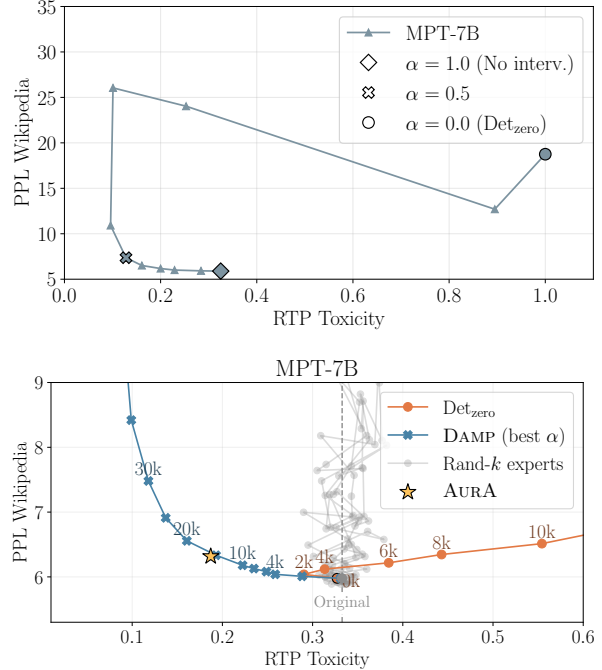 35
30
25
20
15
10
5
PPL Wikipedia
MPT-7B
α = 1.0 (No interv.)
α = 0.5
α = 0.0 (Det_zero)
0.0 0.2 0.4 0.6 0.8 1.0
RTP Toxicity
MPT-7B
9
8
7
6
PPL Wikipedia
Det_zero
DAMP (best α)
Rand-k experts
AURA
30k
20k
10k
4k
2k
4k
6k
8k
10k
0k
Original
0.1 0.2 0.3 0.4 0.5 0.6
RTP Toxicity